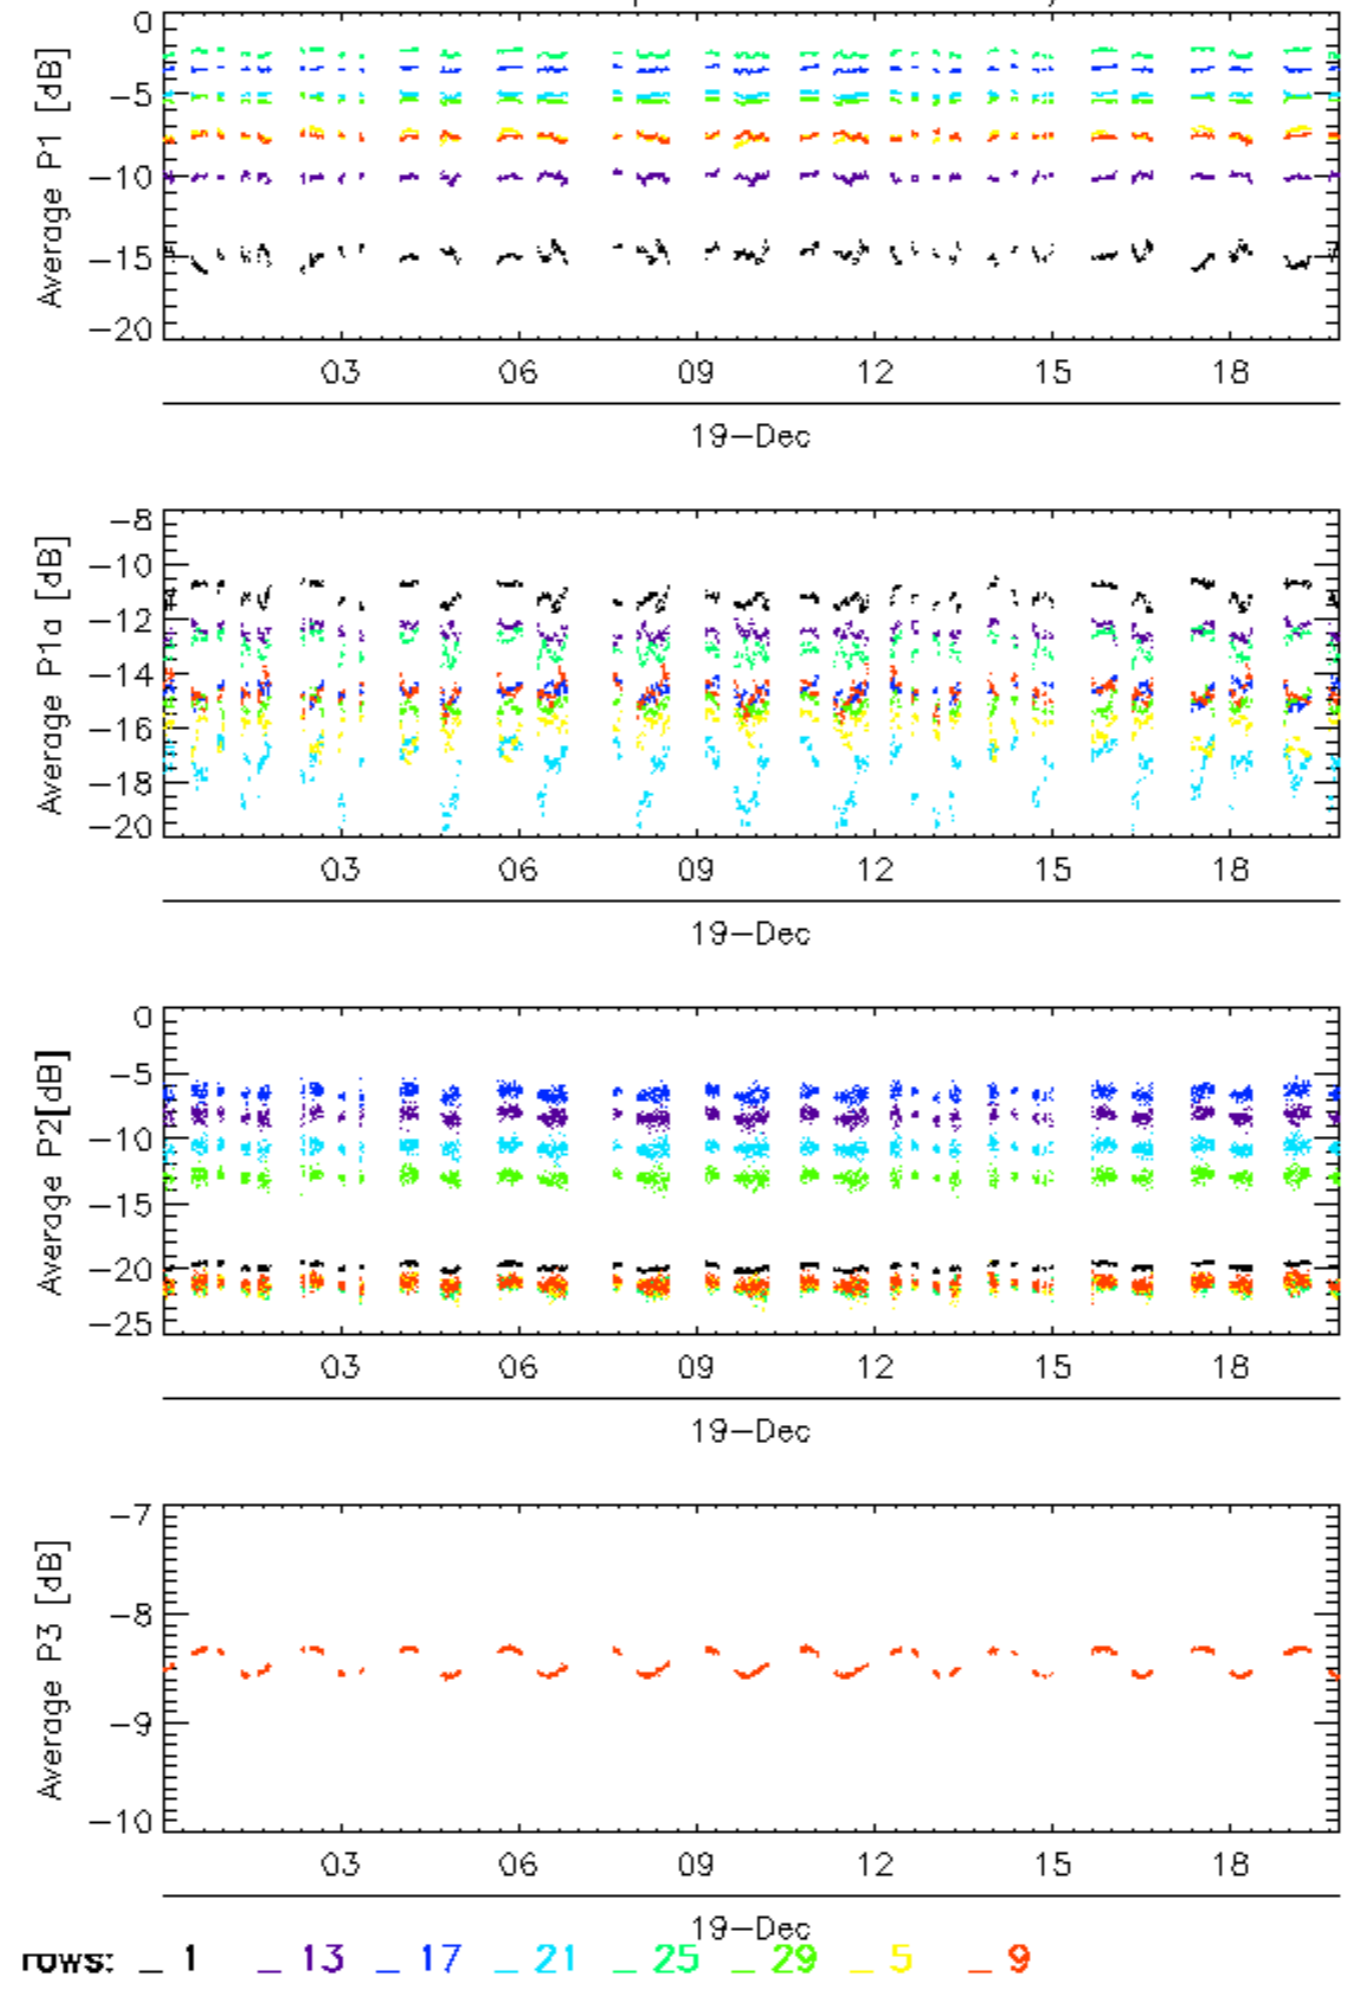 0
−5
−10
−15
−20
Average P1 [dB]
03 06 09 12 15 18
19−Dec
−8
−10
−12
−14
−16
−18
−20
Average P1a [dB]
03 06 09 12 15 18
19−Dec
0
−5
−10
−15
−20
−25
Average P2[dB]
03 06 09 12 15 18
19−Dec
−7
−8
−9
−10
Average P3 [dB]
03 06 09 12 15 18
19−Dec
rows: _ 1 _ 13 _ 17 _ 21 _ 25 _ 29 _ 5 _ 9